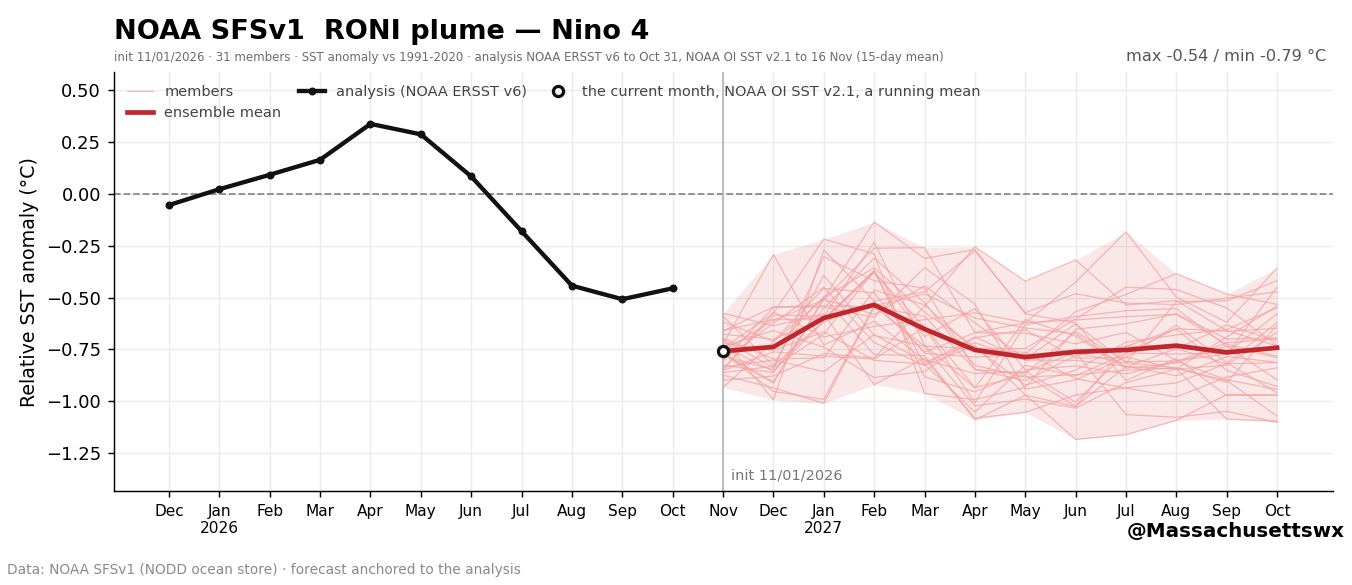 NOAA SFSv1  RONI plume — Nino 4
init 11/01/2026 · 31 members · SST anomaly vs 1991-2020 · analysis NOAA ERSST v6 to Oct 31, NOAA OI SST v2.1 to 16 Nov (15-day mean)
max -0.54 / min -0.79 °C
members
ensemble mean
analysis (NOAA ERSST v6)
the current month, NOAA OI SST v2.1, a running mean
Relative SST anomaly (°C)
0.50
0.25
0.00
−0.25
−0.50
−0.75
−1.00
−1.25
init 11/01/2026
Dec Jan Feb Mar Apr May Jun Jul Aug Sep Oct Nov Dec Jan Feb Mar Apr May Jun Jul Aug Sep Oct
2026 2027
@Massachusettswx
Data: NOAA SFSv1 (NODD ocean store) · forecast anchored to the analysis